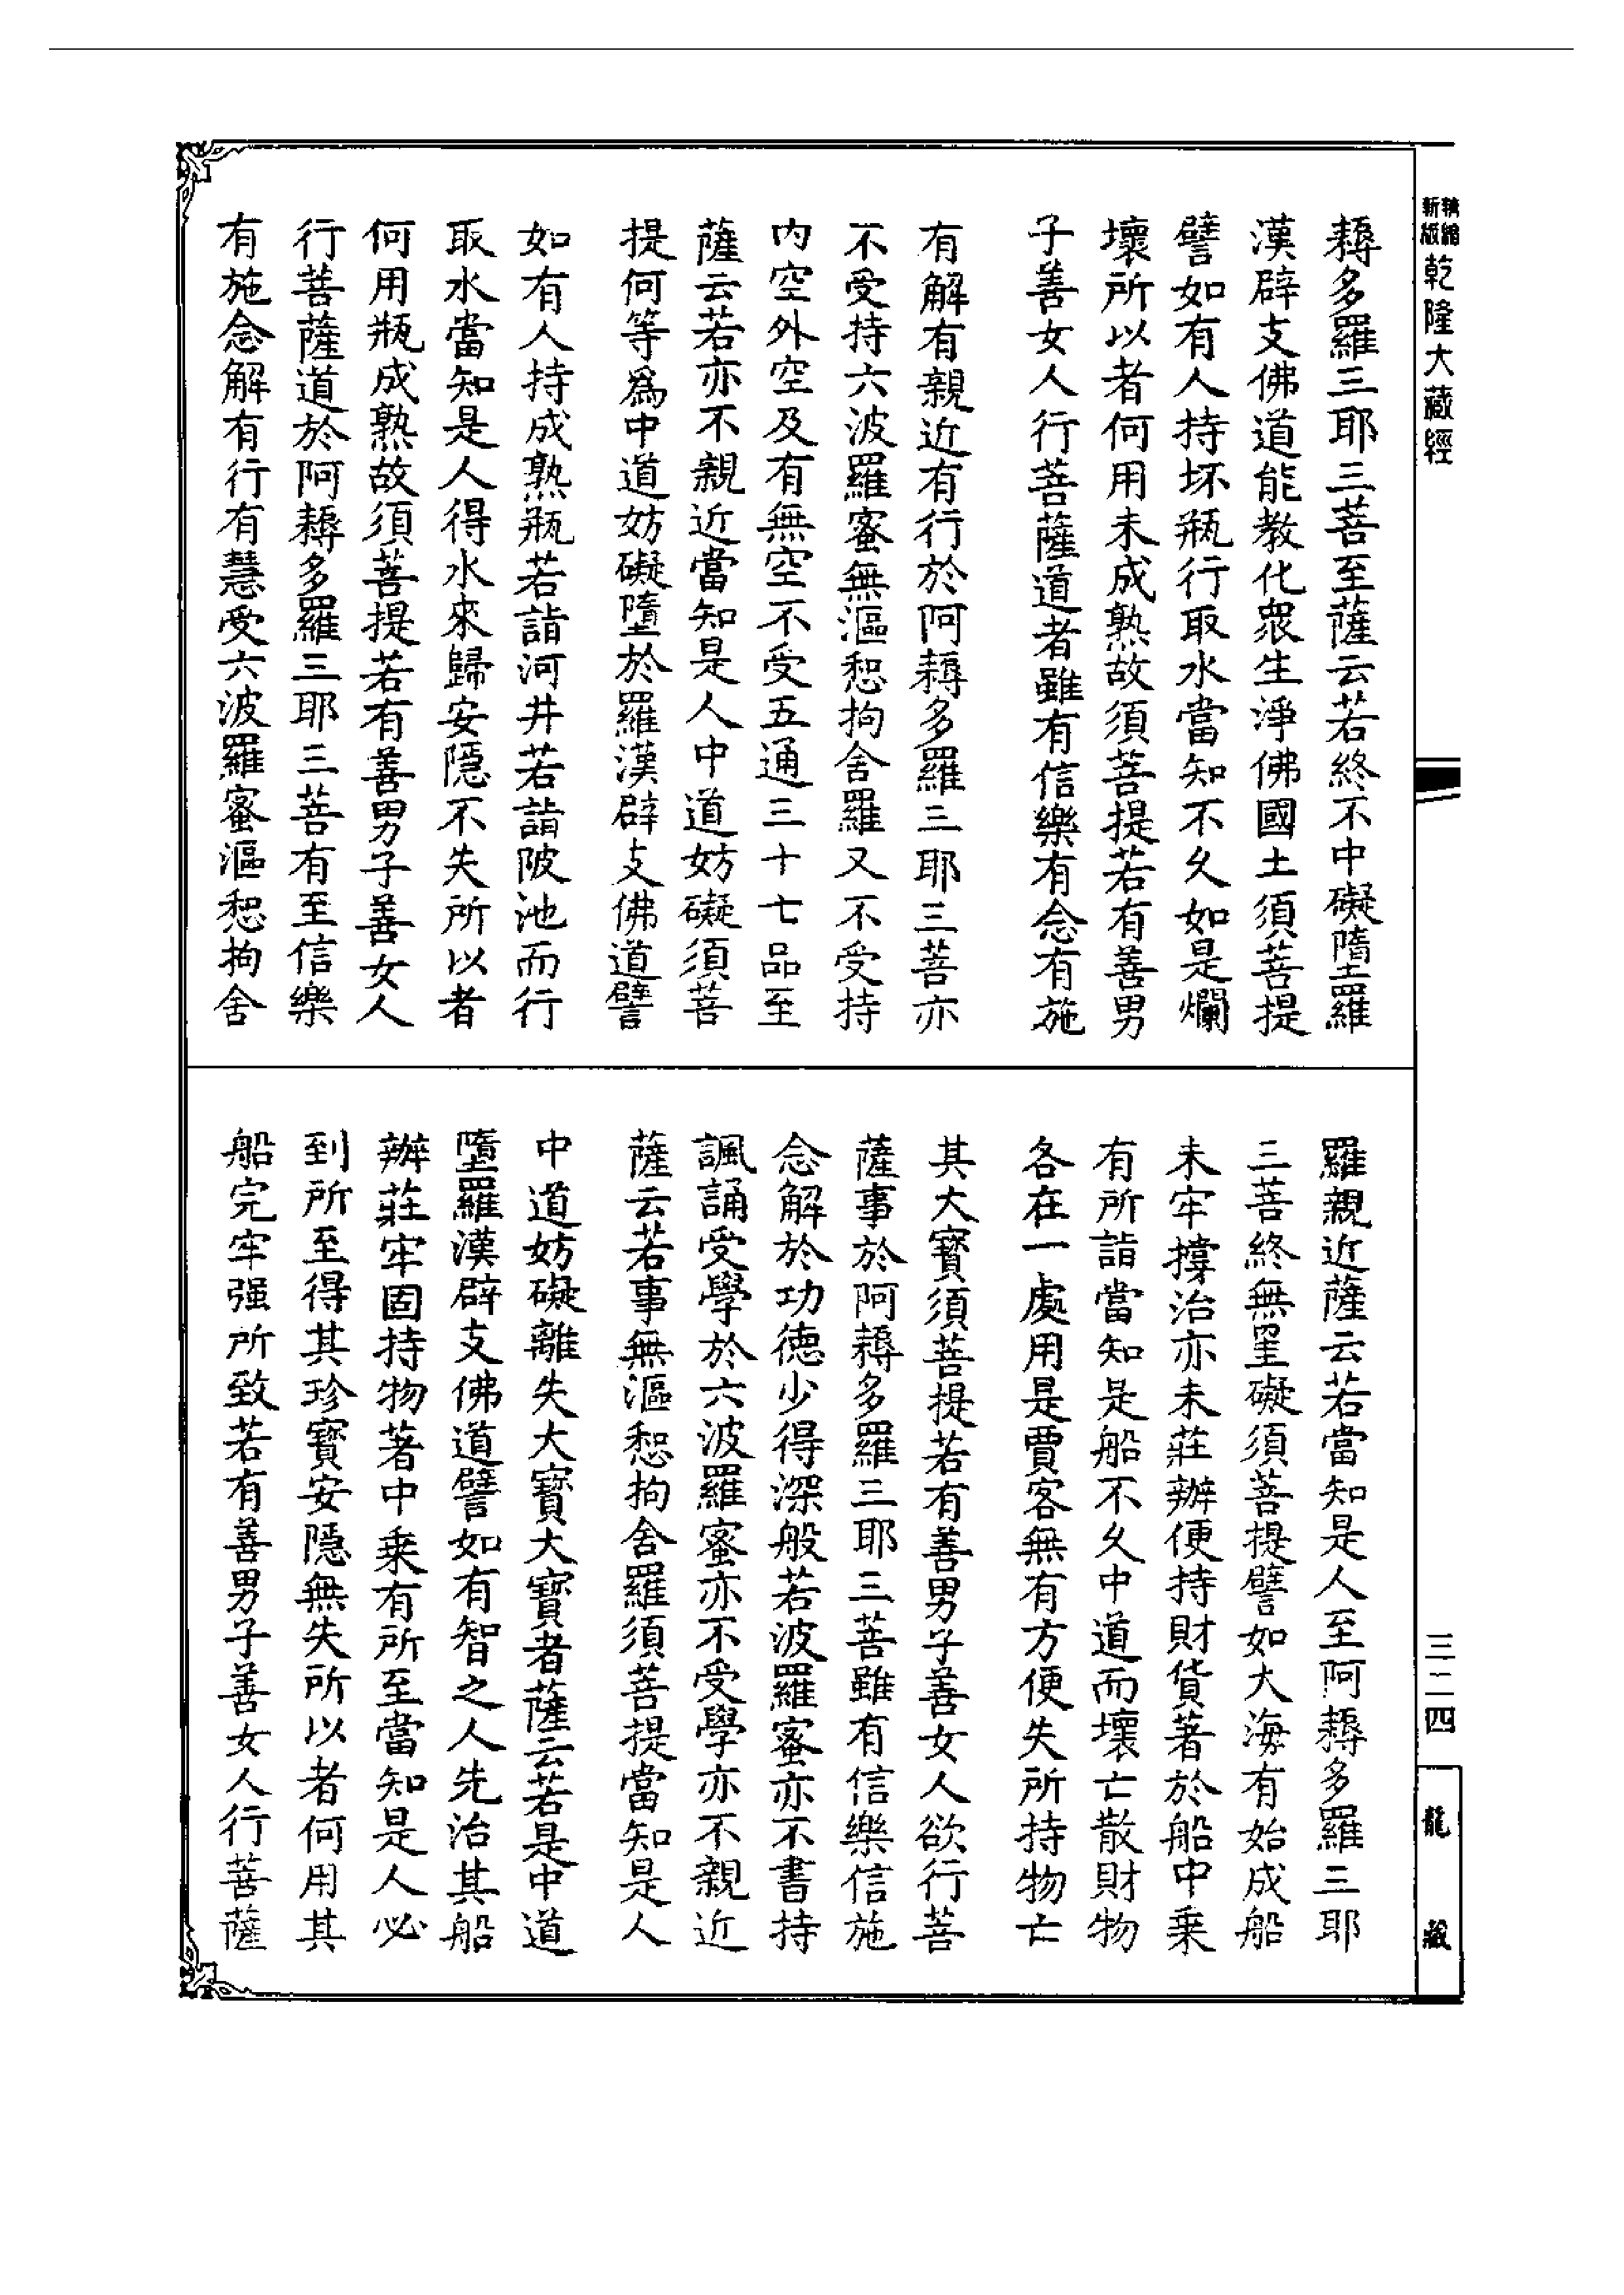 精縮
新版
乾隆大藏經
三二四
龍藏
耨多羅三耶三菩至薩云若終不中礙墮羅
漢辟支佛道能教化眾生淨佛國土須菩提
譬如有人持坏瓶行取水當知不久如是爛
壞所以者何用未成熟故須菩提若有善男
子善女人行菩薩道者雖有信樂有念有施
有解有親近有行於阿耨多羅三耶三菩亦
不受持六波羅蜜無漚惒拘舍羅又不受持
內空外空及有無空不受五通三十七品至
薩云若亦不親近當知是人中道妨礙須菩
提何等為中道妨礙墮於羅漢辟支佛道譬
如有人持成熟瓶若詣河井若詣陂池而行
取水當知是人得水來歸安隱不失所以者
何用瓶成熟故須菩提若有善男子善女人
行菩薩道於阿耨多羅三耶三菩有至信樂
有施念解有行有慧受六波羅蜜漚惒拘舍
羅親近薩云若當知是人至阿耨多羅三耶
三菩終無罣礙須菩提譬如大海有始成船
未牢撐治亦未莊辦便持財貨著於船中乘
有所詣當知是船不久中道而壞亡散財物
各在一處用是賈客無有方便失所持物亡
其大寶須菩提若有善男子善女人欲行菩
薩事於阿耨多羅三耶三菩雖有信樂信施
念解於功德少得深般若波羅蜜亦不書持
諷誦受學於六波羅蜜亦不受學亦不親近
薩云若事無漚惒拘舍羅須菩提當知是人
中道妨礙離失大寶大寶者薩云若是中道
墮羅漢辟支佛道譬如有智之人先治其船
辦莊牢固持物著中乘有所至當知是人必
到所至得其珍寶安隱無失所以者何用其
船完牢强所致若有善男子善女人行菩薩